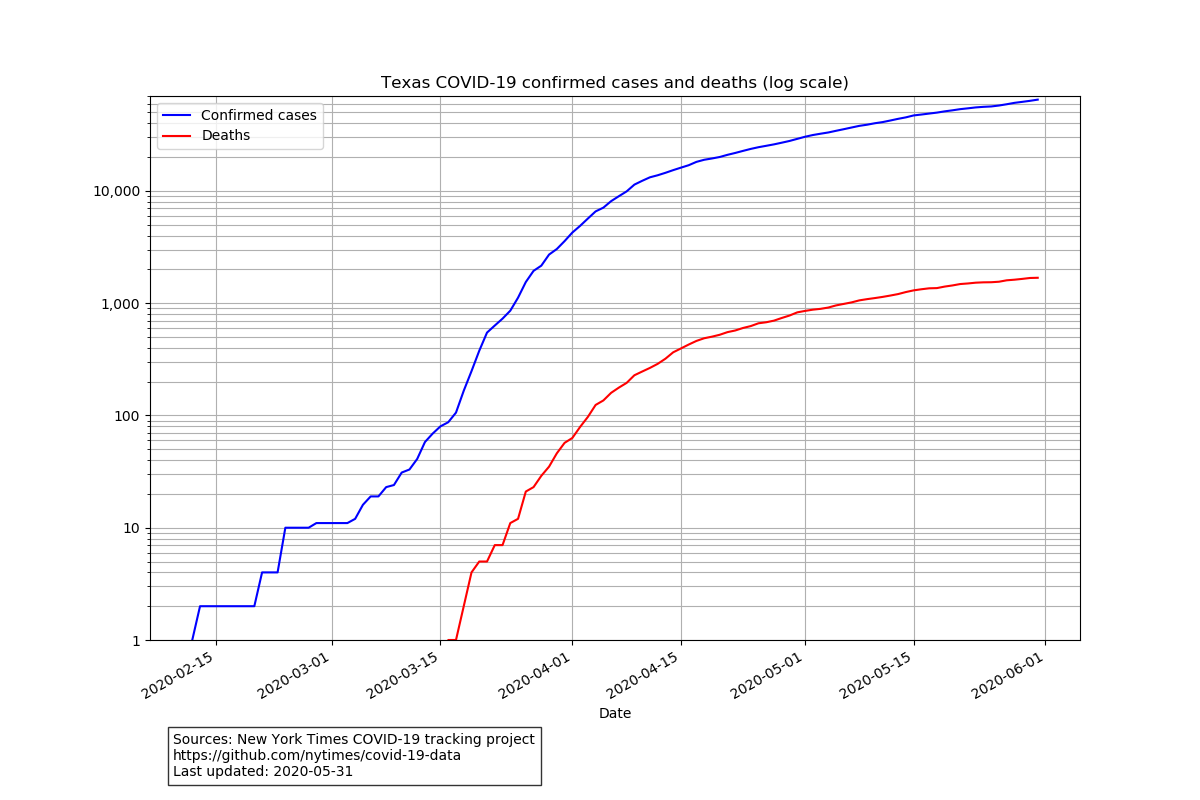 Texas COVID-19 confirmed cases and deaths (log scale)
Confirmed cases
Deaths
10,000
1,000
100
10
1
2020-02-15
2020-03-01
2020-03-15
2020-04-01
2020-04-15
2020-05-01
2020-05-15
2020-06-01
Date
Sources: New York Times COVID-19 tracking project
https://github.com/nytimes/covid-19-data
Last updated: 2020-05-31